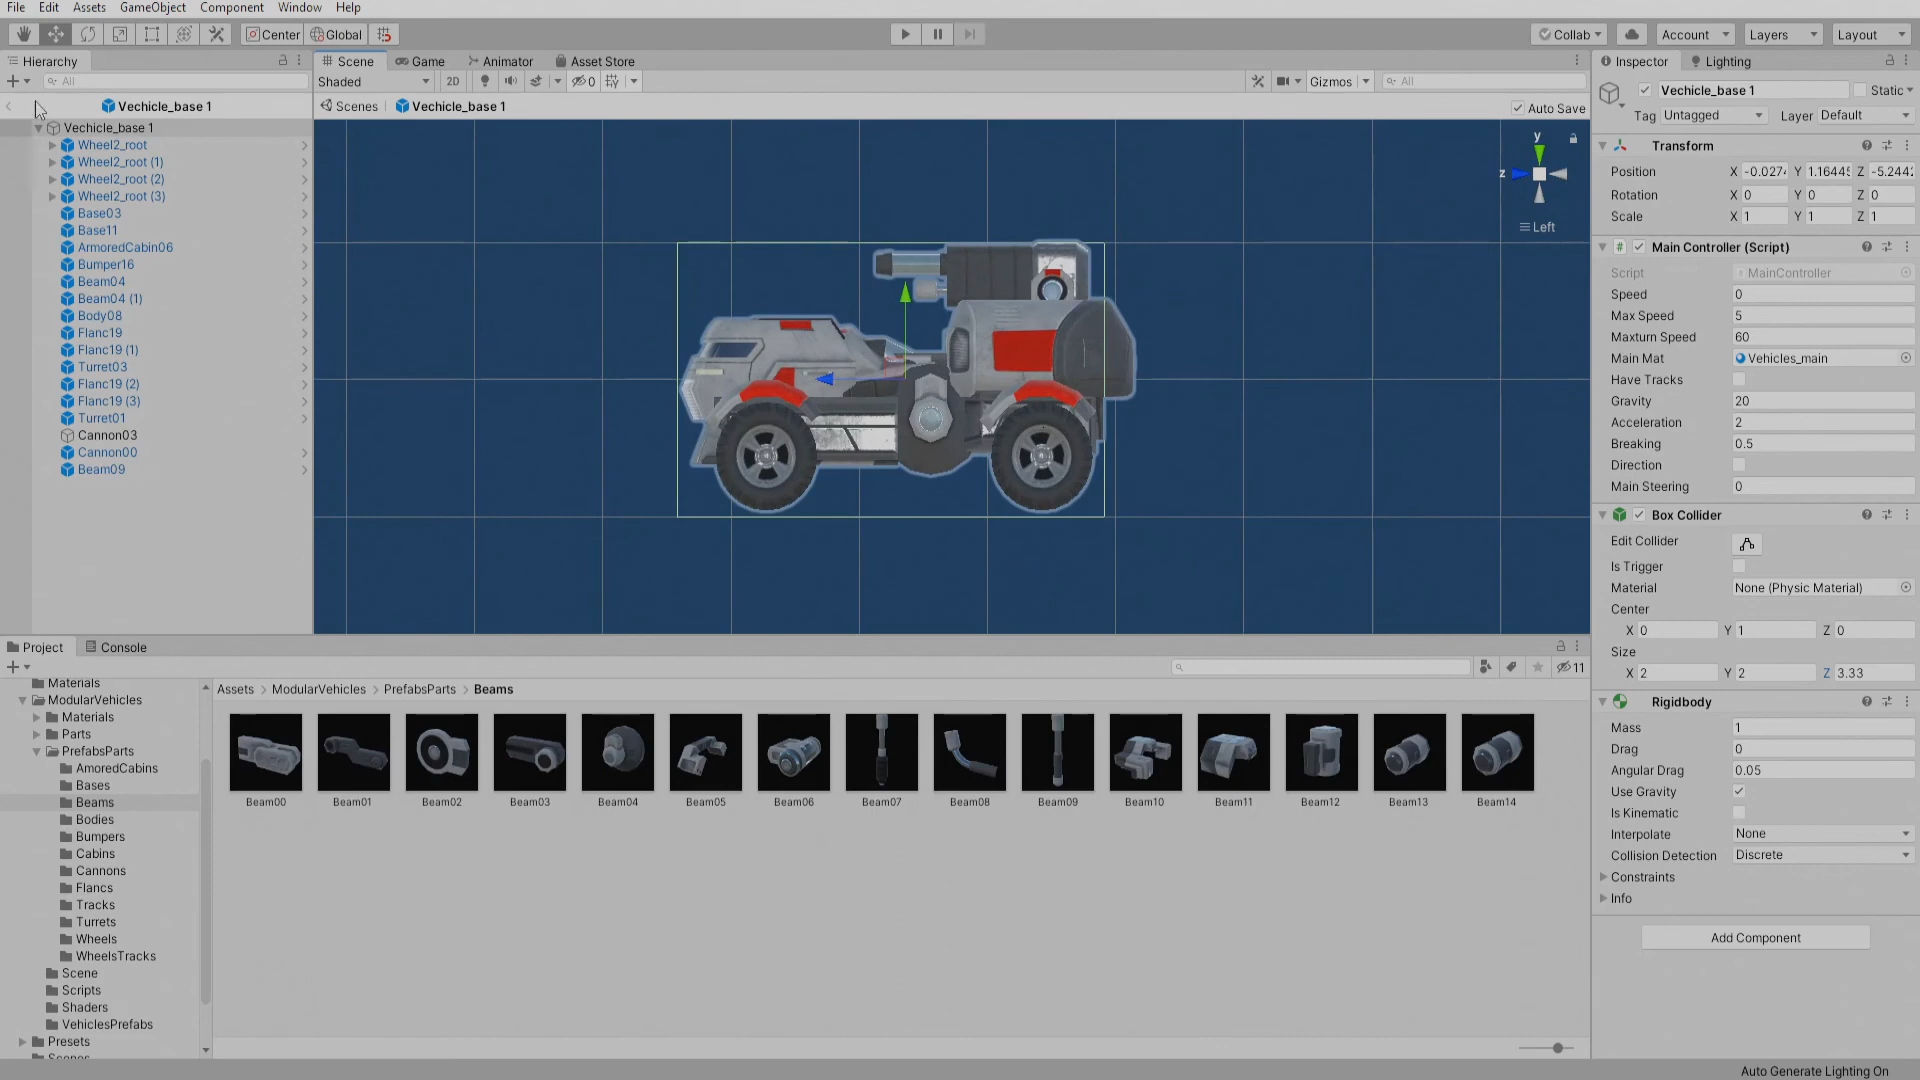 File Edit Assets GameObject Component Window Help
Center Global Collab Account Layers Layout
Hierarchy
All
Vechicle_base 1
Vechicle_base 1
Wheel2_root
Wheel2_root (1)
Wheel2_root (2)
Wheel2_root (3)
Base03
Base11
ArmoredCabin06
Bumper16
Beam04
Beam04 (1)
Body08
Flanc19
Flanc19 (1)
Turret03
Flanc19 (2)
Flanc19 (3)
Turret01
Cannon03
Cannon00
Beam09
Scene Game Animator Asset Store
Shaded 2D 0 Gizmos All
Scenes Vechicle_base 1 Auto Save
y
z
Left
Inspector Lighting
Vechicle_base 1 Static
Tag Untagged Layer Default
Transform
Position X -0.027 Y 1.1644 Z -5.244
Rotation X 0 Y 0 Z 0
Scale X 1 Y 1 Z 1
# Main Controller (Script)
Script MainController
Speed 0
Max Speed 5
Maxturn Speed 60
Main Mat Vehicles_main
Have Tracks
Gravity 20
Acceleration 2
Breaking 0.5
Direction
Main Steering 0
Box Collider
Edit Collider
Is Trigger
Material None (Physic Material)
Center
X 0 Y 1 Z 0
Size
X 2 Y 2 Z 3.33
Rigidbody
Mass 1
Drag 0
Angular Drag 0.05
Use Gravity
Is Kinematic
Interpolate None
Collision Detection Discrete
Constraints
Info
Add Component
Project Console
11
Materials
ModularVehicles
Materials
Parts
PrefabsParts
AmoredCabins
Bases
Beams
Bodies
Bumpers
Cabins
Cannons
Flancs
Tracks
Turrets
Wheels
WheelsTracks
Scene
Scripts
Shaders
VehiclesPrefabs
Presets
Scenes
Assets > ModularVehicles > PrefabsParts > Beams
Beam00 Beam01 Beam02 Beam03 Beam04 Beam05 Beam06 Beam07 Beam08 Beam09 Beam10 Beam11 Beam12 Beam13 Beam14
Auto Generate Lighting On